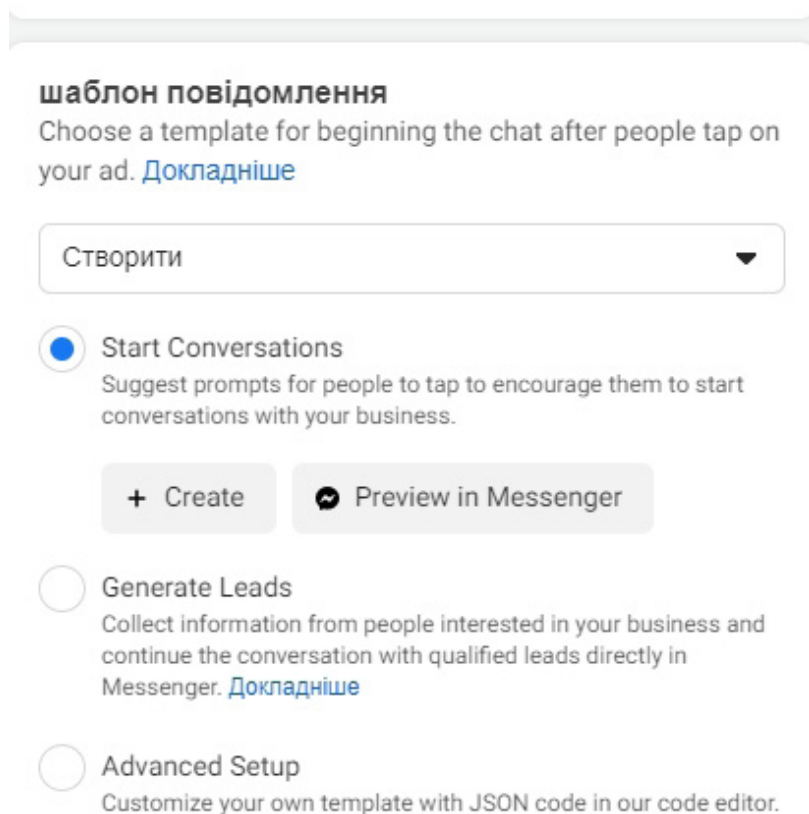 шаблон повідомлення
Choose a template for beginning the chat after people tap on
your ad. Докладніше
Створити
Start Conversations
Suggest prompts for people to tap to encourage them to start
conversations with your business.
+ Create Preview in Messenger
Generate Leads
Collect information from people interested in your business and
continue the conversation with qualified leads directly in
Messenger. Докладніше
Advanced Setup
Customize your own template with JSON code in our code editor.